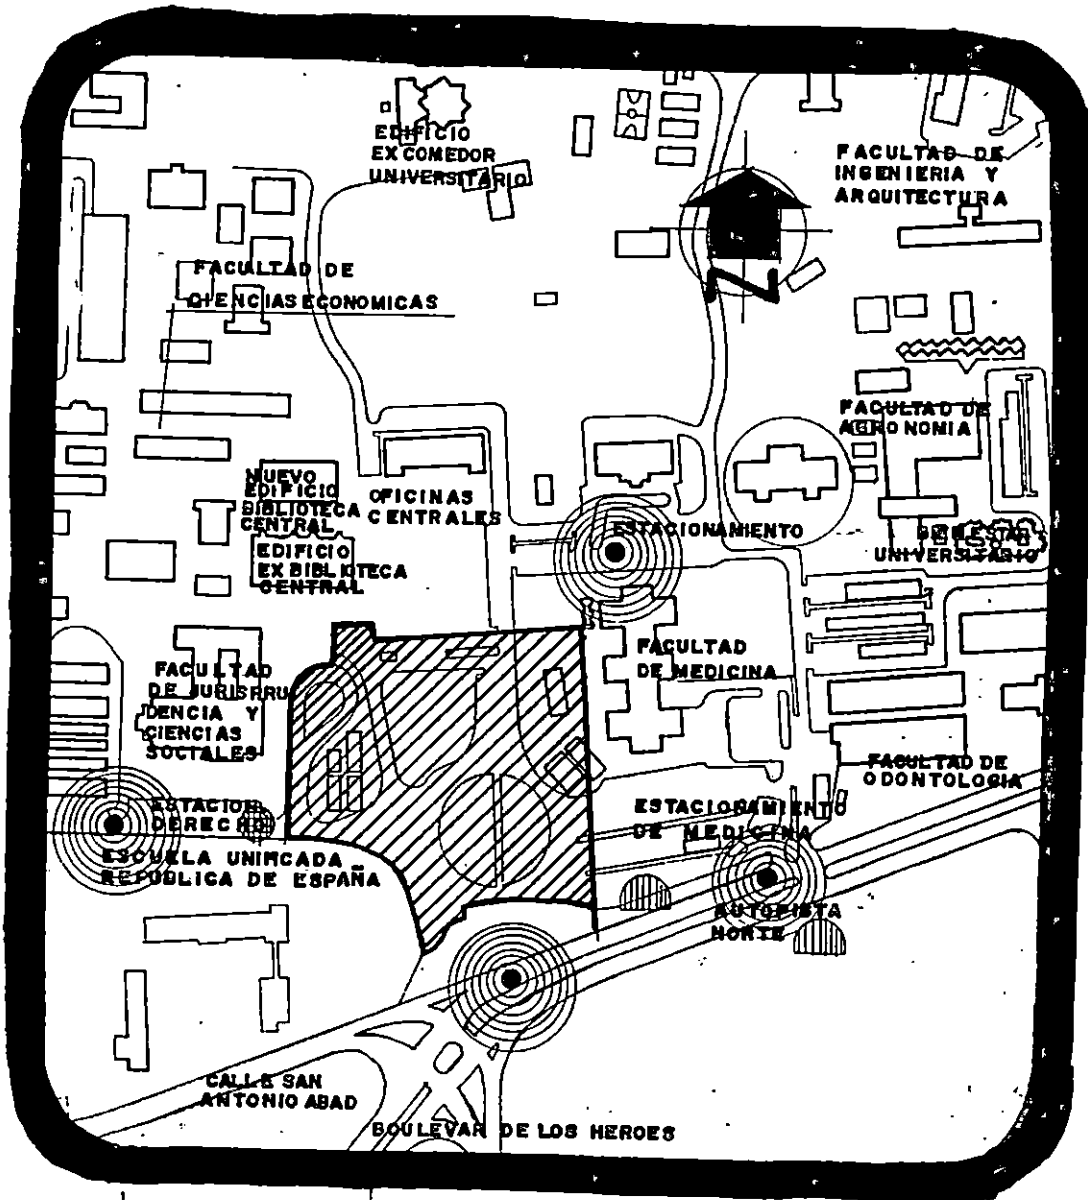 EDIFICIO
EX COMEDOR
UNIVERSITARIO
FACULTAD DE
INGENIERIA Y
ARQUITECTURA
N
FACULTAD DE
CIENCIAS ECONOMICAS
FACULTAD DE
AGRONOMIA
NUEVO
EDIFICIO
BIBLIOTECA
CENTRAL
OFICINAS
CENTRALES
ESTACIONAMIENTO
BIENESTAR
UNIVERSITARIO
EDIFICIO
EX BIBLIOTECA
CENTRAL
FACULTAD
DE MEDICINA
FACULTAD
DE JURISPRU
DENCIA Y
CIENCIAS
SOCIALES
FACULTAD DE
ODONTOLOGIA
ESTACION
DERECHO
ESTACIONAMIENTO
DE MEDICINA
ESCUELA UNIFICADA
REPUBLICA DE ESPAÑA
AUTOPISTA
NORTE
CALLE SAN
ANTONIO ABAD
BOULEVAR DE LOS HEROES